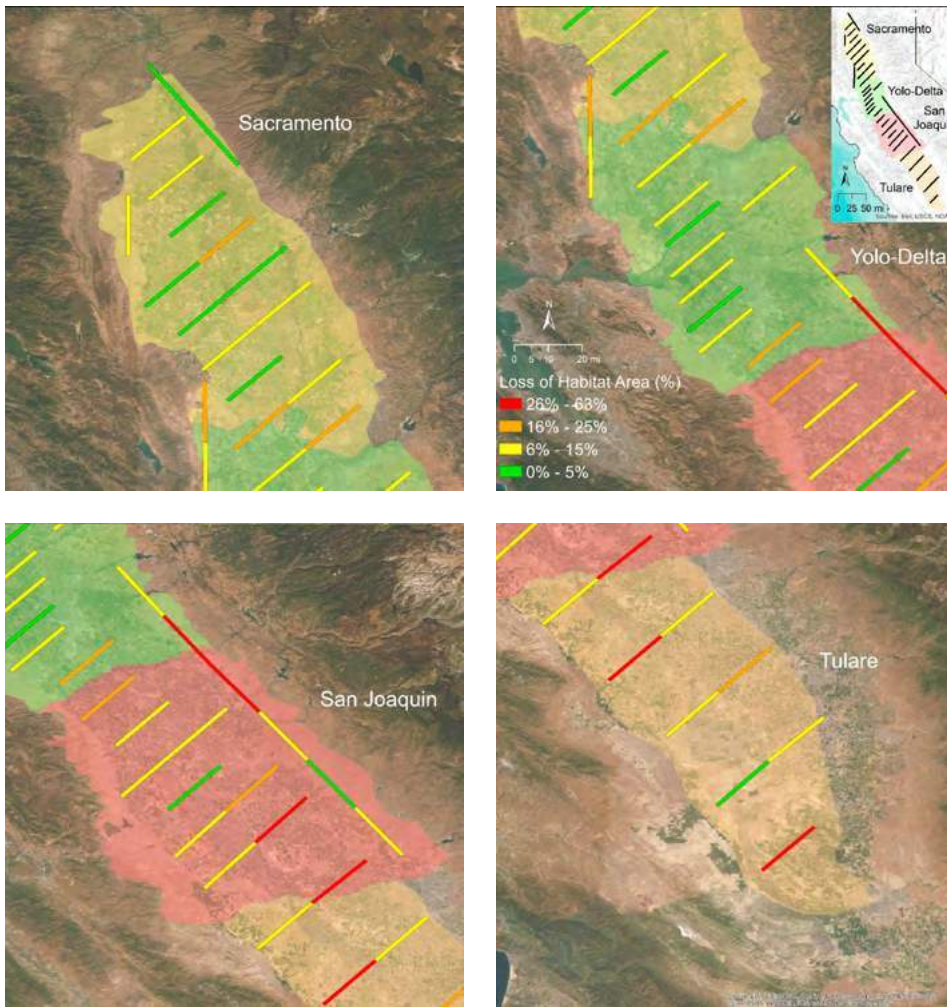 Sacramento
Sacramento
Yolo-Delta
San
Joaqu
Tulare
N
0 25 50 mi
Yolo-Delta
N
0 5 10 20 mi
Loss of Habitat Area (%)
26% - 63%
16% - 25%
6% - 15%
0% - 5%
San Joaquin
Tulare